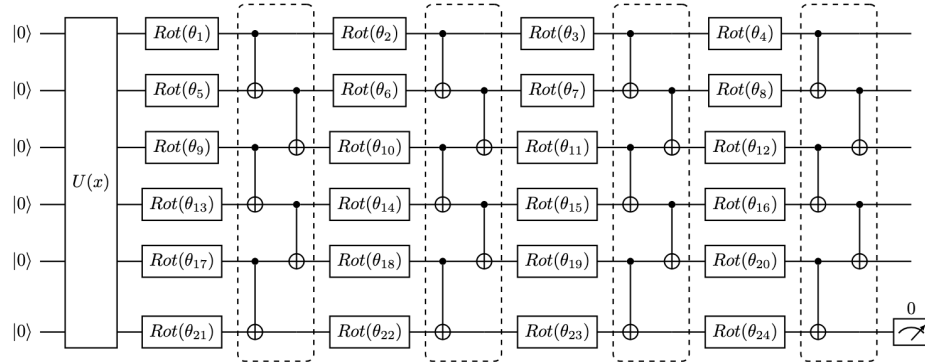 |0⟩ Rot(θ₁) Rot(θ₂) Rot(θ₃) Rot(θ₄)
|0⟩ Rot(θ₅) Rot(θ₆) Rot(θ₇) Rot(θ₈)
|0⟩ Rot(θ₉) Rot(θ₁₀) Rot(θ₁₁) Rot(θ₁₂)
U(x)
|0⟩ Rot(θ₁₃) Rot(θ₁₄) Rot(θ₁₅) Rot(θ₁₆)
|0⟩ Rot(θ₁₇) Rot(θ₁₈) Rot(θ₁₉) Rot(θ₂₀)
0
|0⟩ Rot(θ₂₁) Rot(θ₂₂) Rot(θ₂₃) Rot(θ₂₄)